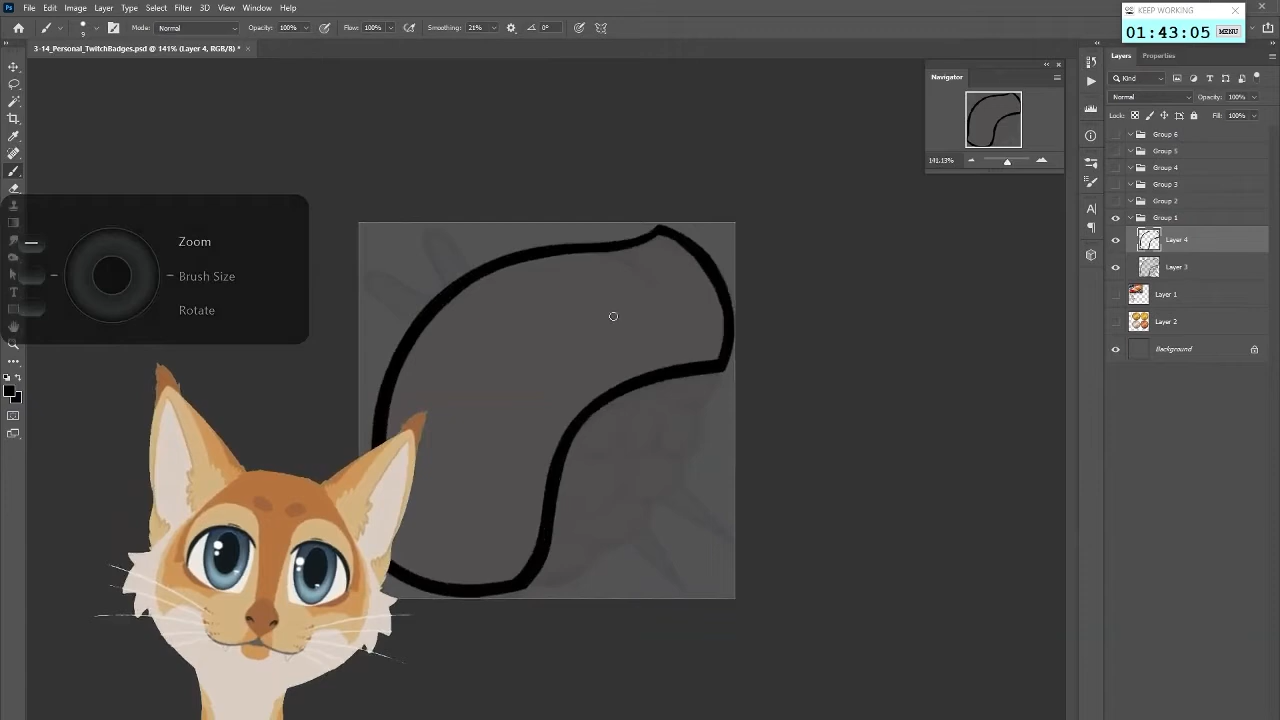 Ps File Edit Image Layer Type Select Filter 3D View Window Help
KEEP WORKING
01:43:05 MENU
9 Mode: Normal Opacity: 100% Flow: 100% Smoothing: 21% 0°
3-14_Personal_TwitchBadges.psd @ 141% (Layer 4, RGB/8) *
Layers Properties
Navigator
Kind
Normal Opacity: 100%
Lock: Fill: 100%
141.13%
Group 6
Group 5
Group 4
Group 3
Group 2
Group 1
Layer 4
Layer 3
Layer 1
Layer 2
Background
Zoom
Brush Size
Rotate